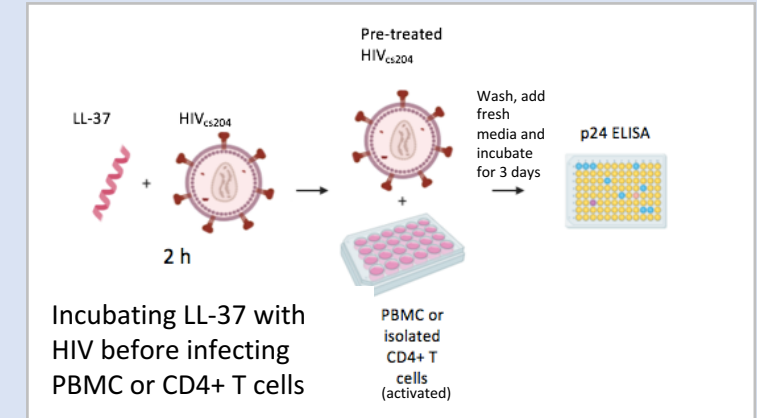 Pre-treated
HIVcs204
LL-37
HIVcs204
Wash, add
fresh
media and
incubate
for 3 days
p24 ELISA
+
+
2 h
Incubating LL-37 with
HIV before infecting
PBMC or CD4+ T cells
PBMC or
isolated
CD4+ T
cells
(activated)